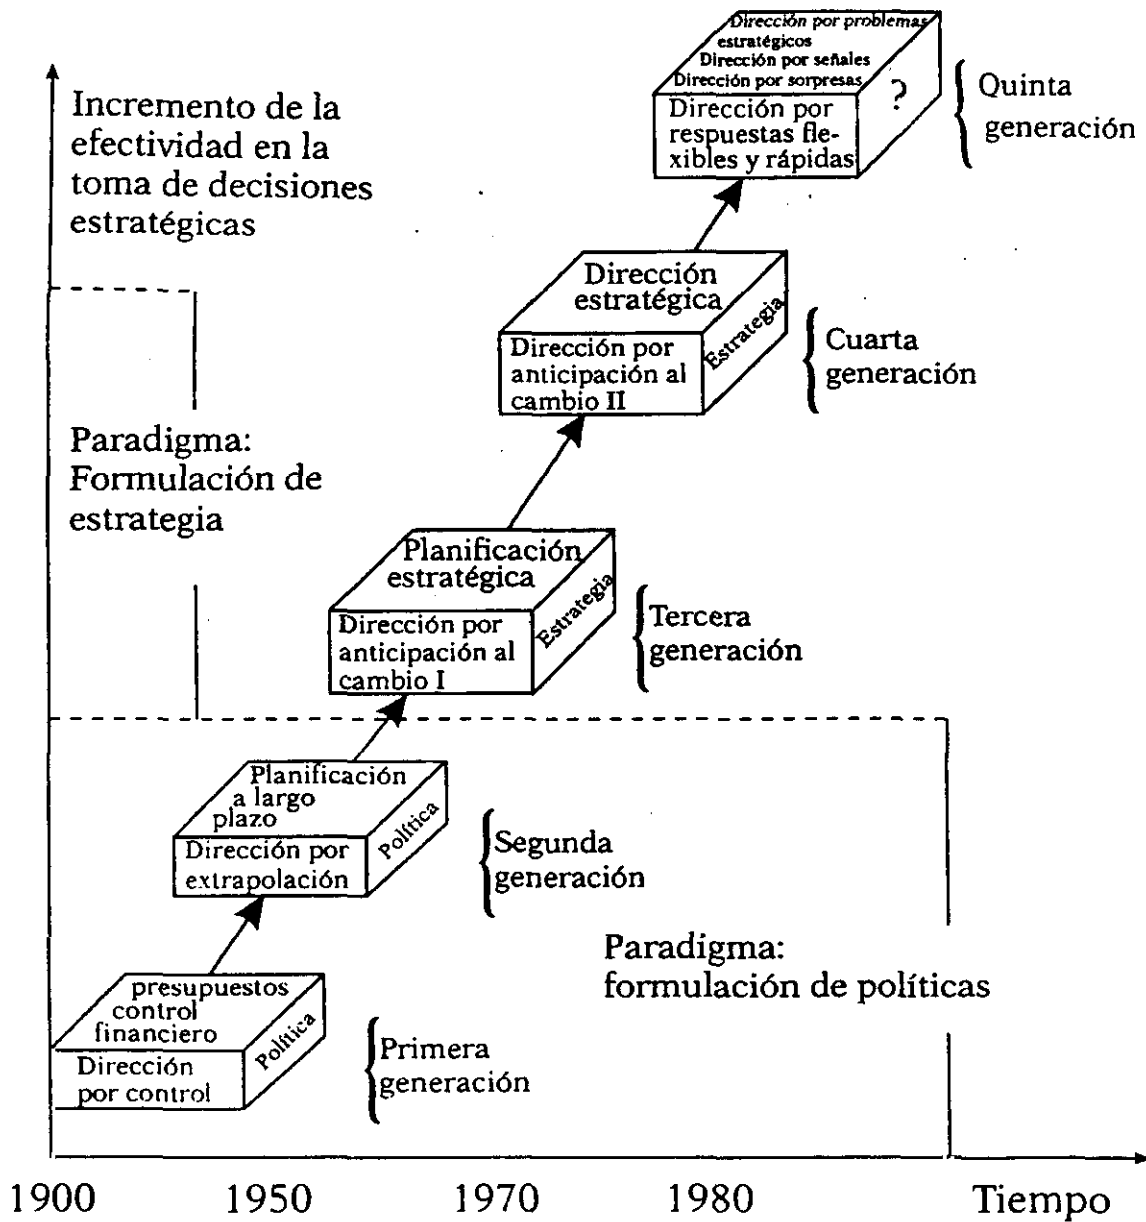 Dirección por problemas
estratégicos
Dirección por señales
Dirección por sorpresas
Dirección por
respuestas fle-
xibles y rápidas
?
Quinta
generación
Incremento de la
efectividad en la
toma de decisiones
estratégicas
Dirección
estratégica
Dirección por
anticipación al
cambio II
Estrategia
Cuarta
generación
Paradigma:
Formulación de
estrategia
Planificación
estratégica
Dirección por
anticipación al
cambio I
Estrategia
Tercera
generación
Planificación
a largo
plazo
Dirección por
extrapolación
Política
Segunda
generación
Paradigma:
formulación de políticas
presupuestos
control
financiero
Dirección
por control
Política
Primera
generación
1900 1950 1970 1980 Tiempo